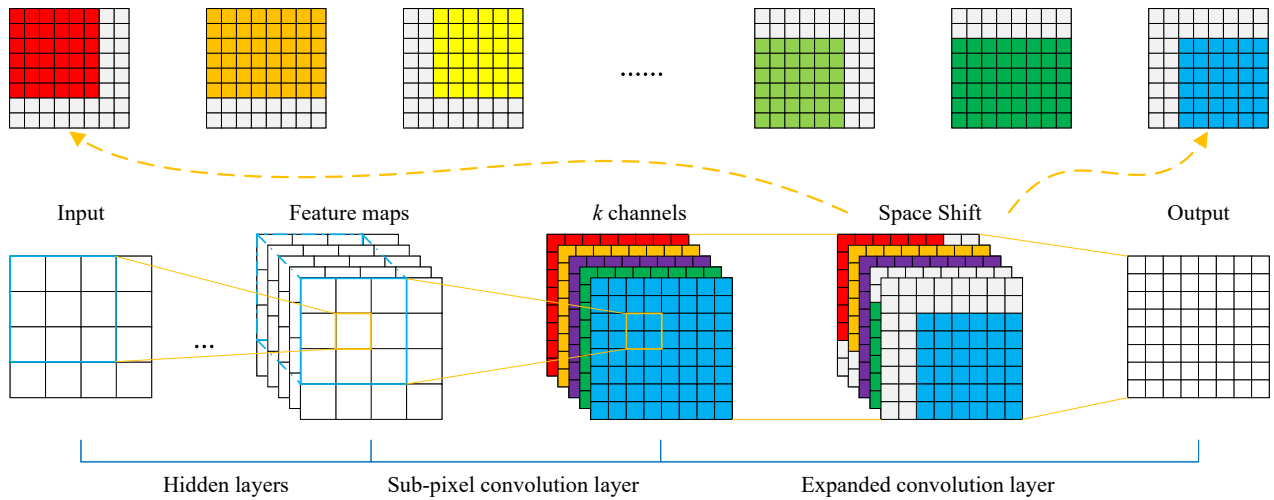 ......
Input
Feature maps
k channels
Space Shift
Output
...
Hidden layers
Sub-pixel convolution layer
Expanded convolution layer